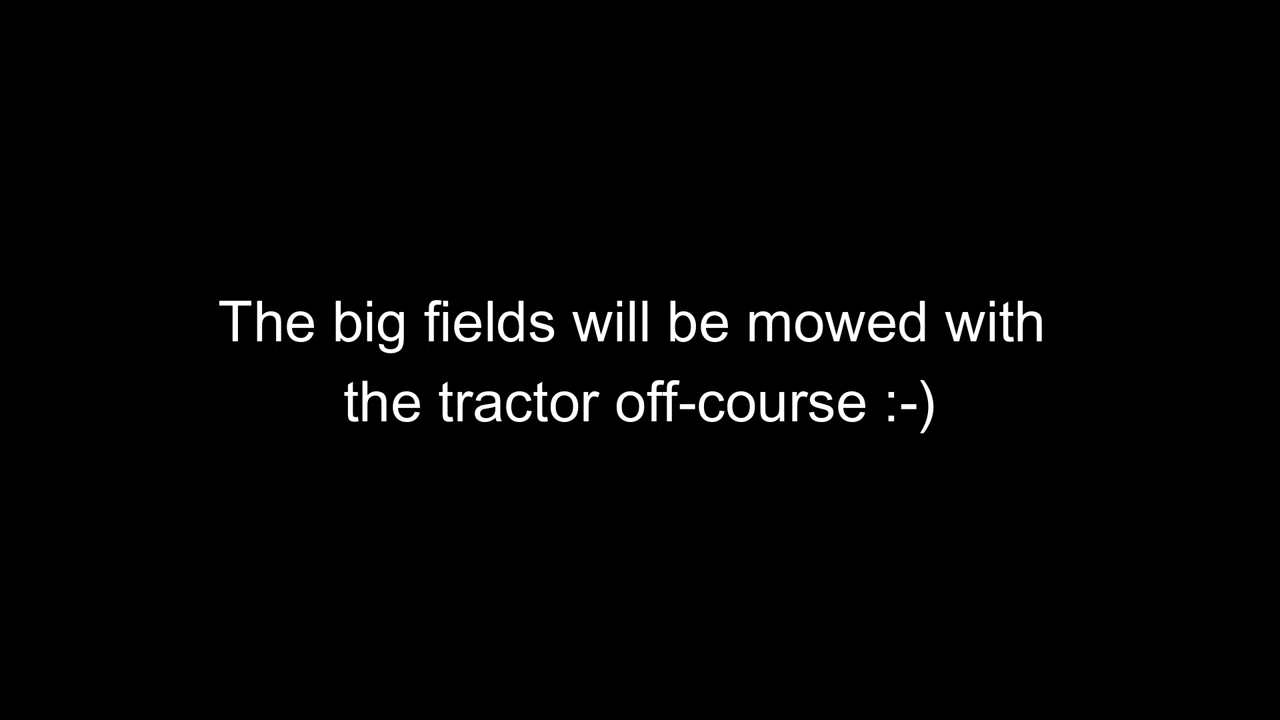 The big fields will be mowed with
the tractor off-course :-)